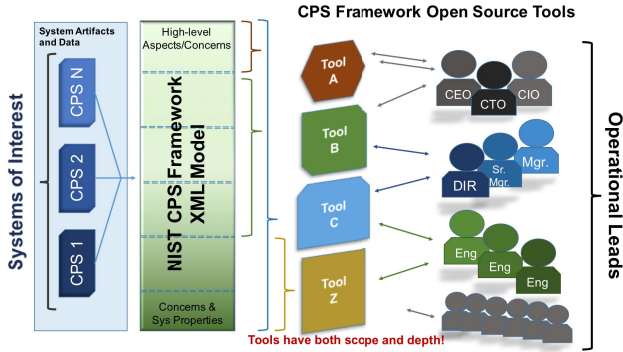 CPS Framework Open Source Tools
System Artifacts
and Data
Systems of Interest
CPS N
CPS 2
CPS 1
High-level
Aspects/Concerns
NIST CPS Framework
XML Model
Concerns &
Sys Properties
Tool
A
Tool
B
Tool
C
Tool
Z
CEO
CTO
CIO
DIR
Sr.
Mgr.
Mgr.
Eng
Eng
Eng
Operational Leads
Tools have both scope and depth!